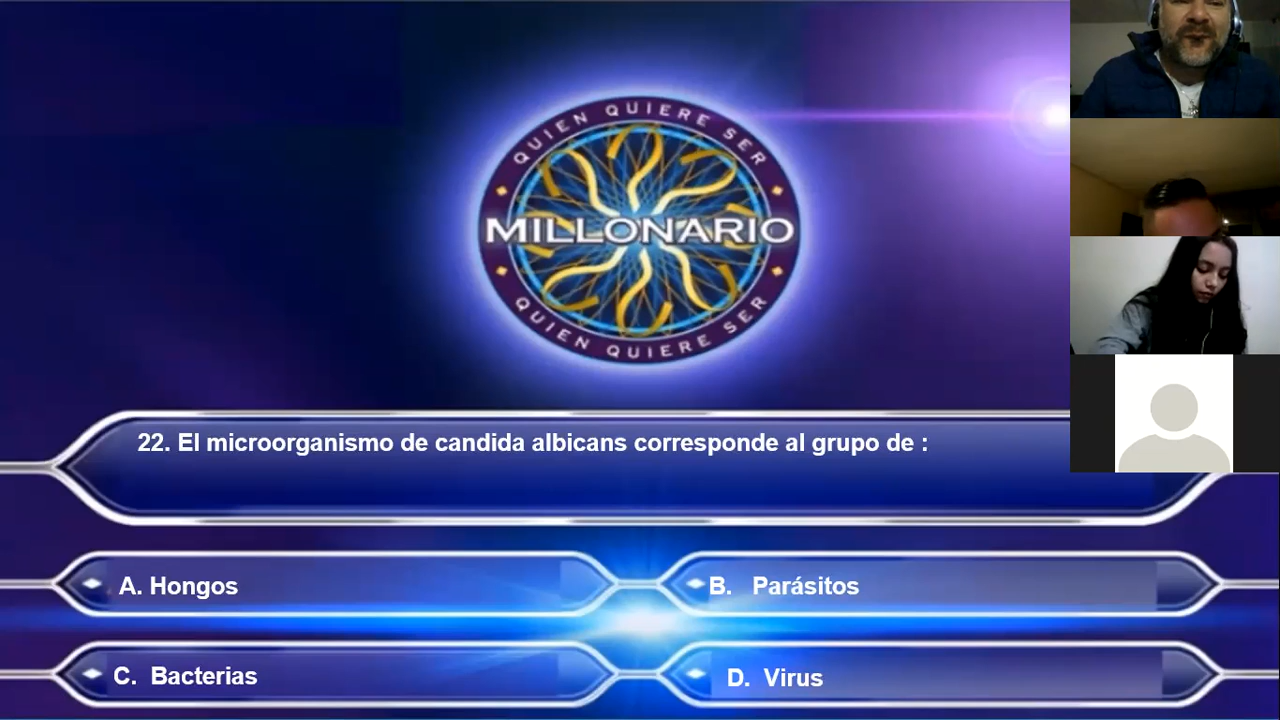 QUIEN QUIERE SER
MILLONARIO
QUIEN QUIERE SER
22. El microorganismo de candida albicans corresponde al grupo de :
A. Hongos
B. Parásitos
C. Bacterias
D. Virus